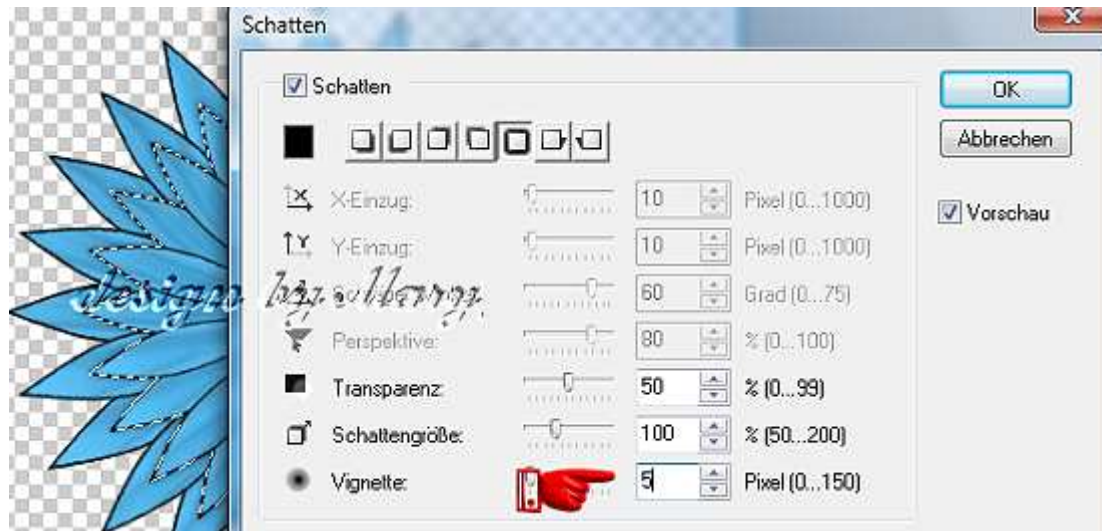 Schatten
Schatten
OK
Abbrechen
X-Einzug: 10 Pixel (0...1000)
Vorschau
Y-Einzug: 10 Pixel (0...1000)
design by
60 Grad (0...75)
Perspektive: 80 % (0...100)
Transparenz: 50 % (0...99)
Schattengröße: 100 % (50...200)
Vignette: 5 Pixel (0...150)